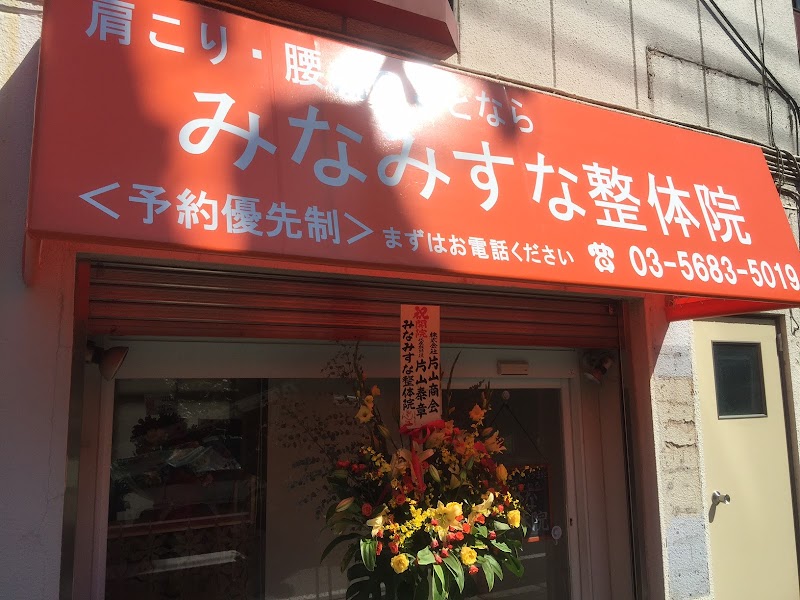 肩こり・腰
となら
みなみすな整体院
＜予約優先制＞まずはお電話ください ☎ 03-5683-5019
祝開院
みなみすな整体院
株式会社 片山商会
片山泰章